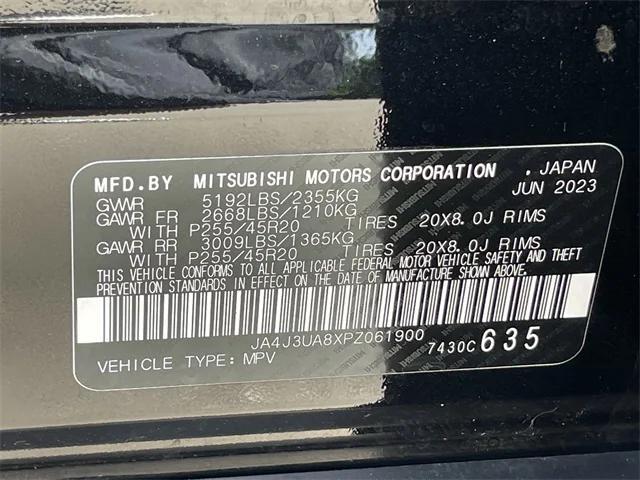 MFD.BY MITSUBISHI MOTORS CORPORATION , JAPAN
GVWR 5192LBS/2355KG JUN 2023
GAWR FR 2668LBS/1210KG
WITH P255/45R20 TIRES 20X8.0J RIMS
GAWR RR 3009LBS/1365KG
WITH P255/45R20 TIRES 20X8.0J RIMS
THIS VEHICLE CONFORMS TO ALL APPLICABLE FEDERAL MOTOR VEHICLE SAFETY AND THEFT
PREVENTION STANDARDS IN EFFECT ON THE DATE OF MANUFACTURE SHOWN ABOVE.
JA4J3UA8XPZ061900
7430C 635
VEHICLE TYPE: MPV